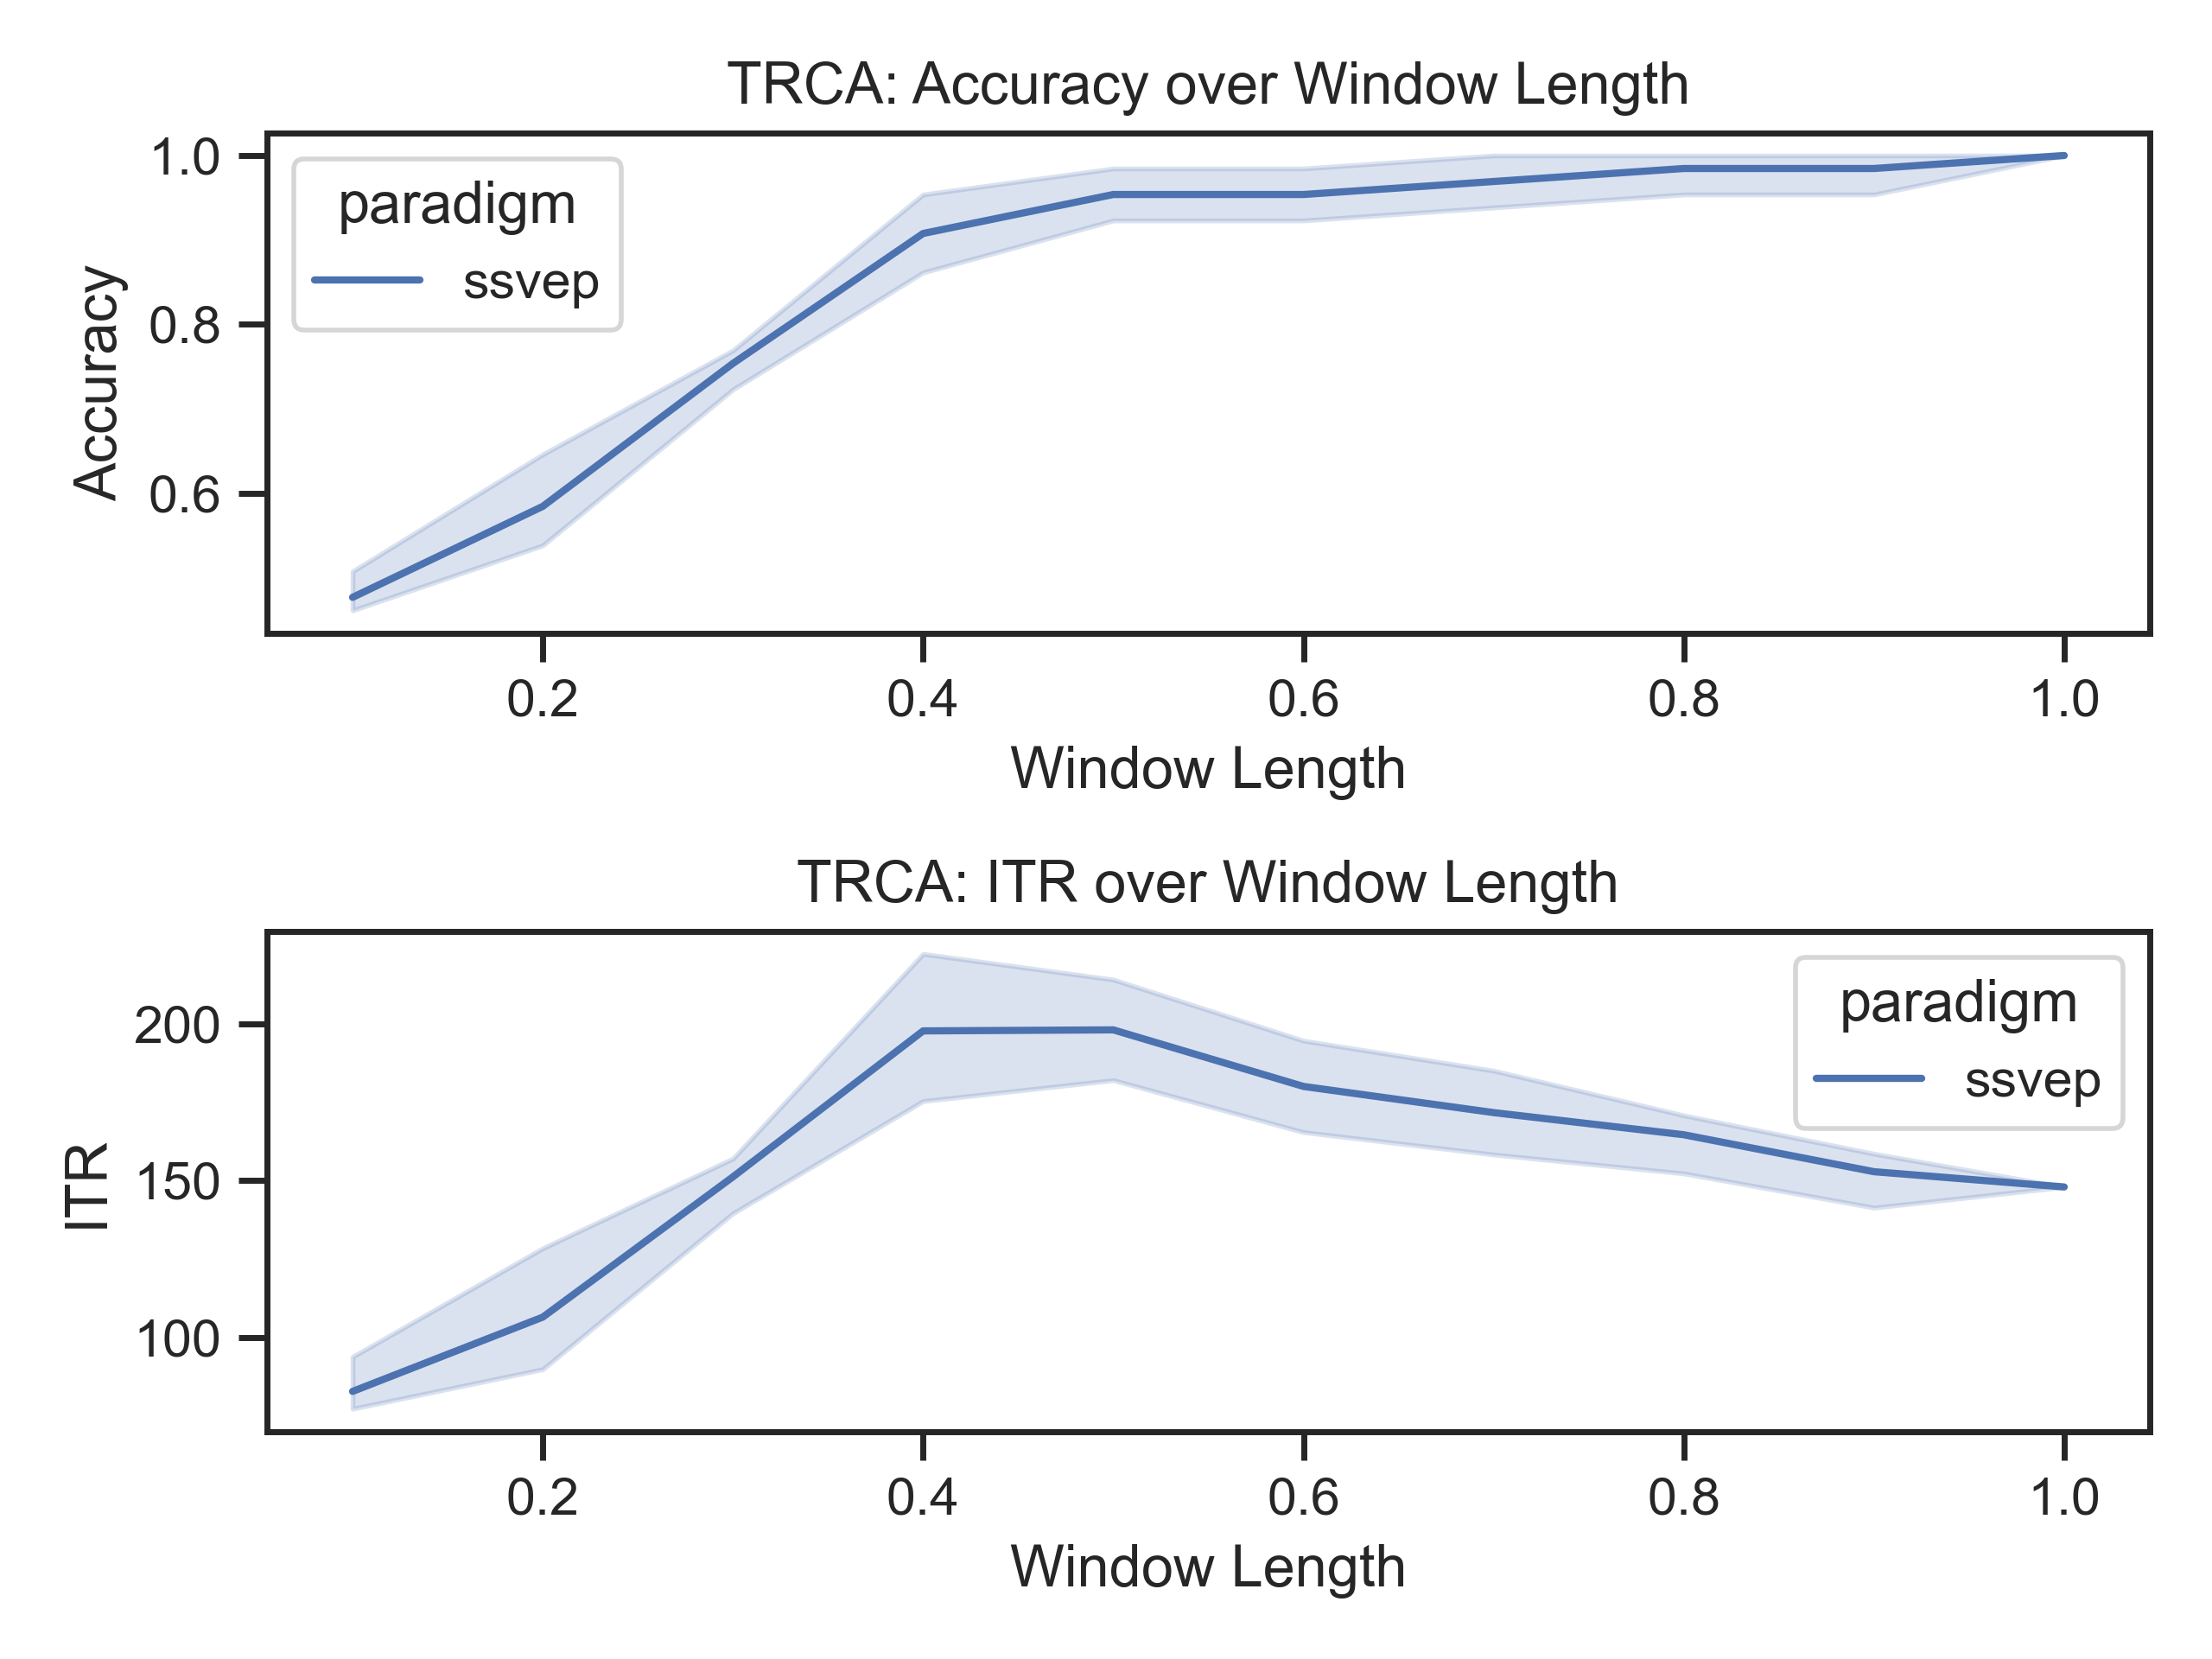 TRCA: Accuracy over Window Length
1.0
0.8
0.6
Accuracy
paradigm
ssvep
0.2 0.4 0.6 0.8 1.0
Window Length
TRCA: ITR over Window Length
200
150
100
ITR
paradigm
ssvep
0.2 0.4 0.6 0.8 1.0
Window Length